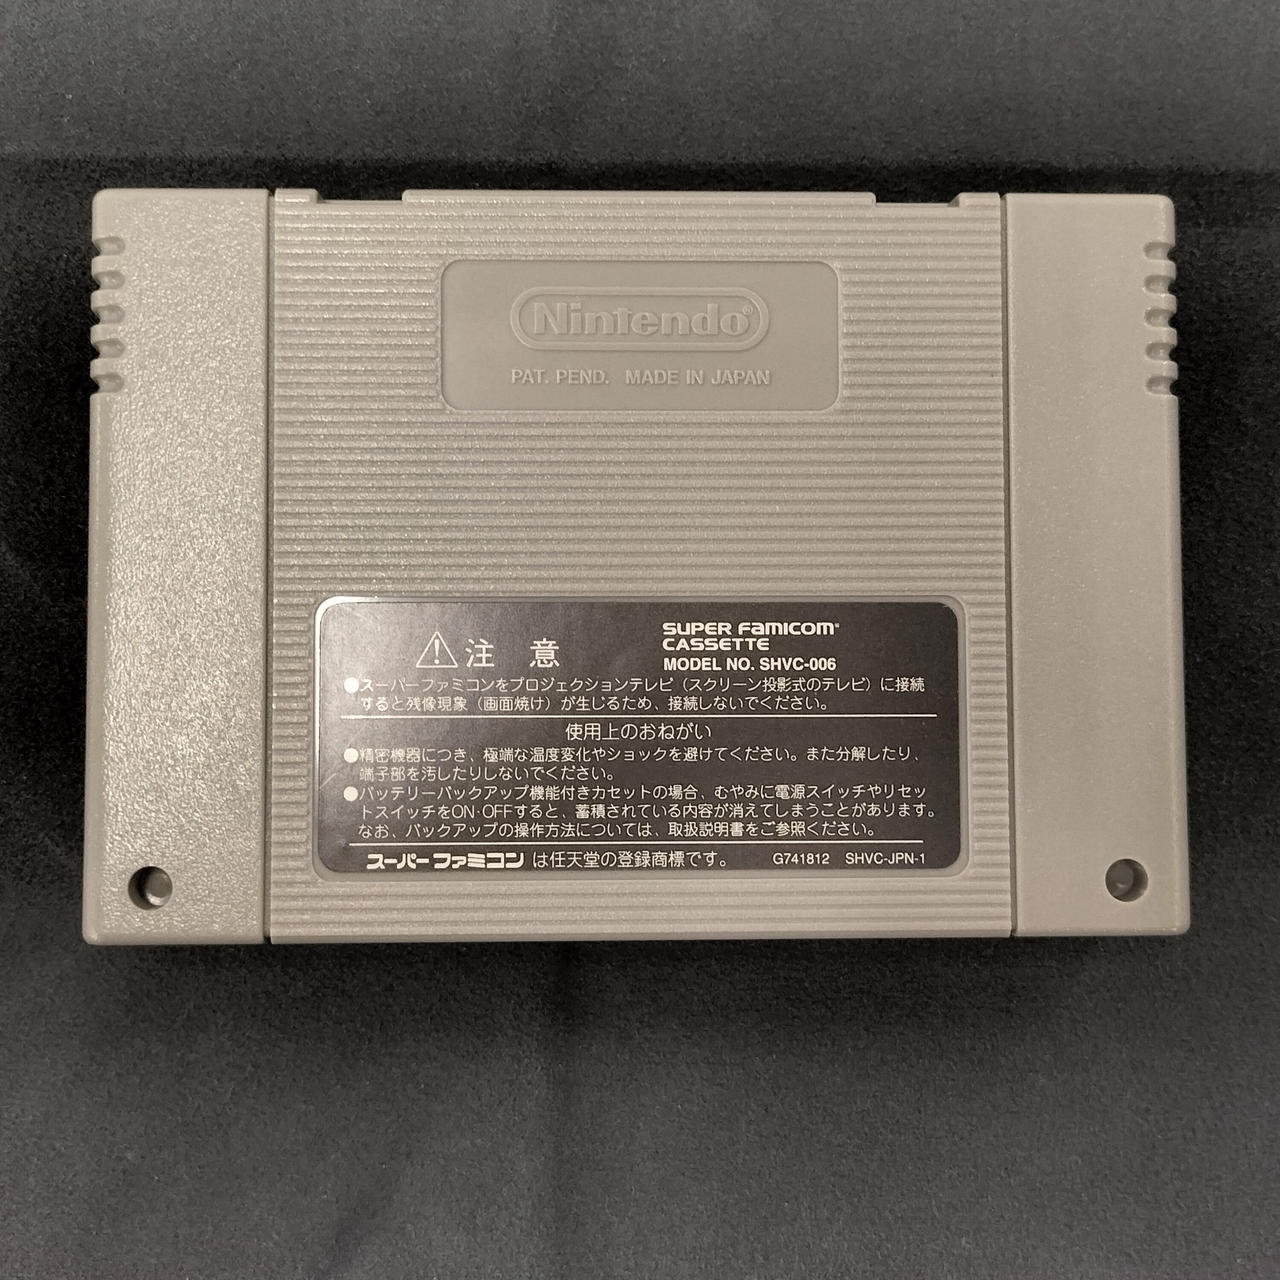 Nintendo®
PAT. PEND. MADE IN JAPAN
注 意
SUPER FAMICOM®
CASSETTE
MODEL NO. SHVC-006
●スーパーファミコンをプロジェクションテレビ（スクリーン投影式のテレビ）に接続
すると残像現象（画面焼け）が生じるため、接続しないでください。
使用上のおねがい
●精密機器につき、極端な温度変化やショックを避けてください。また分解したり、
端子部を汚したりしないでください。
●バッテリーバックアップ機能付きカセットの場合、むやみに電源スイッチやリセッ
トスイッチをON・OFFすると、蓄積されている内容が消えてしまうことがあります。
なお、バックアップの操作方法については、取扱説明書をご参照ください。
スーパーファミコンは任天堂の登録商標です。 G741812 SHVC-JPN-1